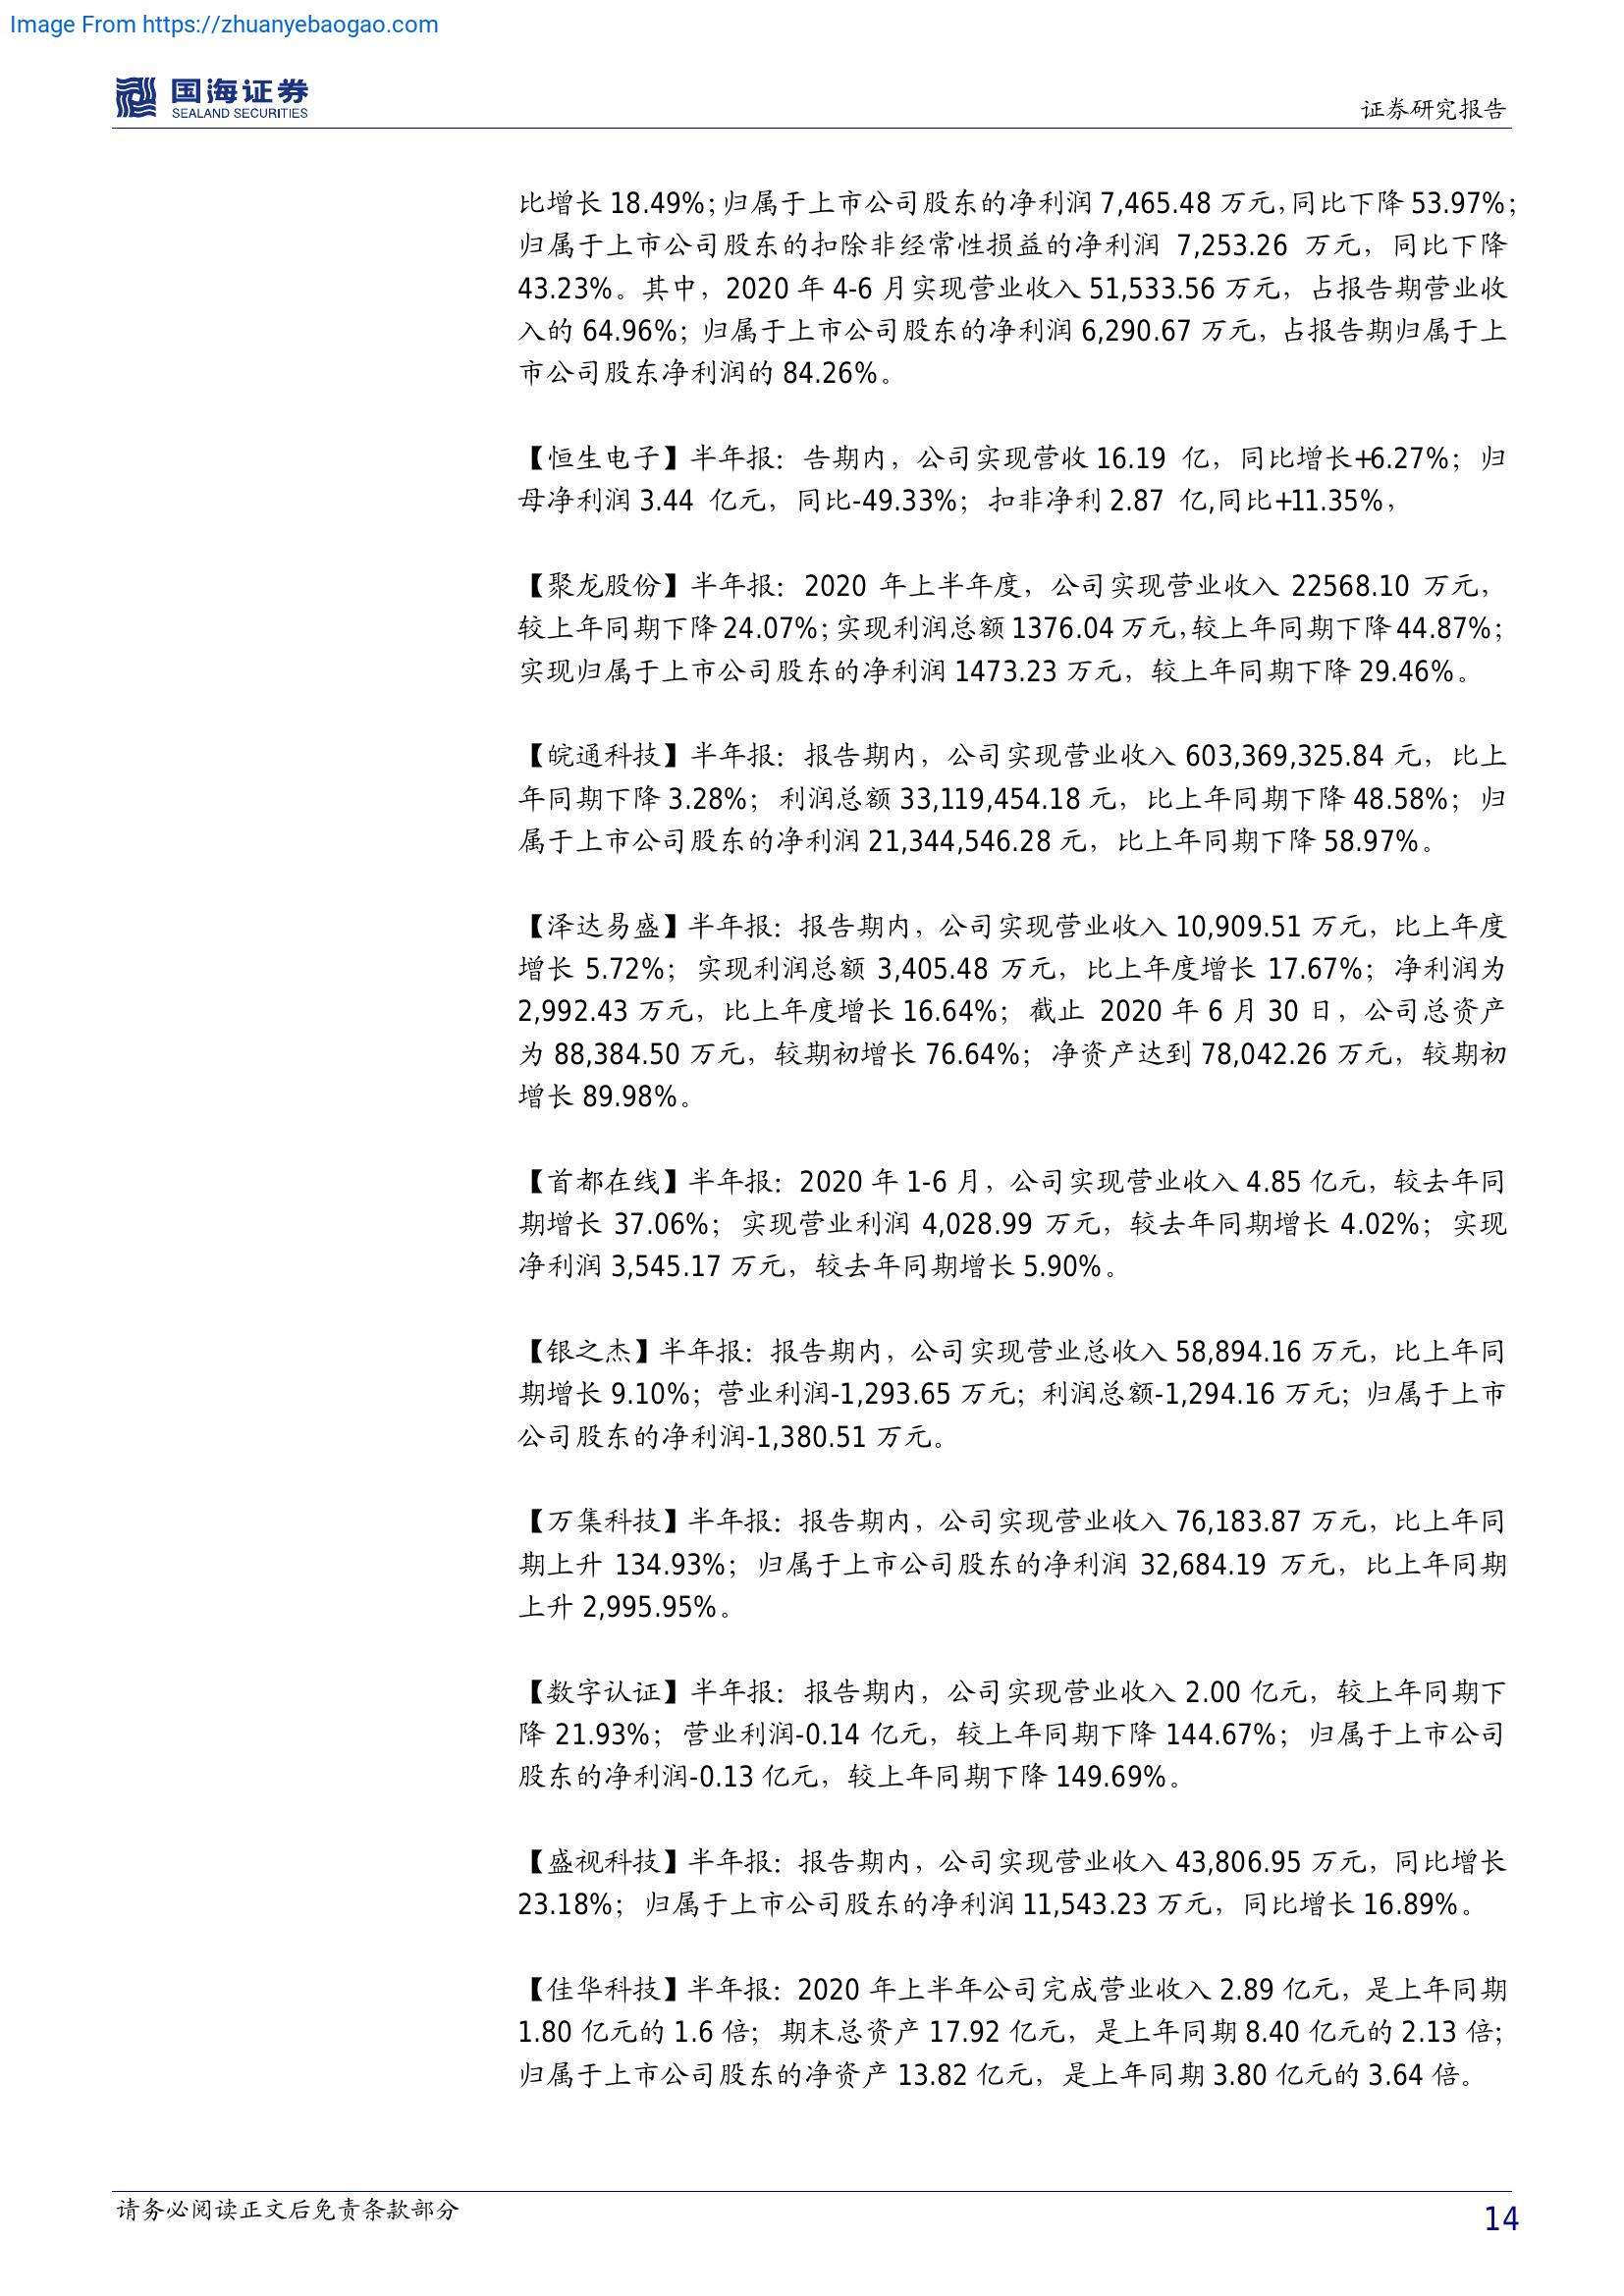 Image From https://zhuanyebaogao.com
国海证券
SEALAND SECURITIES
证券研究报告
比增长 18.49%；归属于上市公司股东的净利润 7,465.48 万元，同比下降 53.97%；
归属于上市公司股东的扣除非经常性损益的净利润 7,253.26 万元，同比下降
43.23%。其中，2020 年 4-6 月实现营业收入 51,533.56 万元，占报告期营业收
入的 64.96%；归属于上市公司股东的净利润 6,290.67 万元，占报告期归属于上
市公司股东净利润的 84.26%。
【恒生电子】半年报：告期内，公司实现营收 16.19 亿，同比增长+6.27%；归
母净利润 3.44 亿元，同比-49.33%；扣非净利 2.87 亿,同比+11.35%，
【聚龙股份】半年报：2020 年上半年度，公司实现营业收入 22568.10 万元，
较上年同期下降 24.07%；实现利润总额 1376.04 万元，较上年同期下降 44.87%；
实现归属于上市公司股东的净利润 1473.23 万元，较上年同期下降 29.46%。
【皖通科技】半年报：报告期内，公司实现营业收入 603,369,325.84 元，比上
年同期下降 3.28%；利润总额 33,119,454.18 元，比上年同期下降 48.58%；归
属于上市公司股东的净利润 21,344,546.28 元，比上年同期下降 58.97%。
【泽达易盛】半年报：报告期内，公司实现营业收入 10,909.51 万元，比上年度
增长 5.72%；实现利润总额 3,405.48 万元，比上年度增长 17.67%；净利润为
2,992.43 万元，比上年度增长 16.64%；截止 2020 年 6 月 30 日，公司总资产
为 88,384.50 万元，较期初增长 76.64%；净资产达到 78,042.26 万元，较期初
增长 89.98%。
【首都在线】半年报：2020 年 1-6 月，公司实现营业收入 4.85 亿元，较去年同
期增长 37.06%；实现营业利润 4,028.99 万元，较去年同期增长 4.02%；实现
净利润 3,545.17 万元，较去年同期增长 5.90%。
【银之杰】半年报：报告期内，公司实现营业总收入 58,894.16 万元，比上年同
期增长 9.10%；营业利润-1,293.65 万元；利润总额-1,294.16 万元；归属于上市
公司股东的净利润-1,380.51 万元。
【万集科技】半年报：报告期内，公司实现营业收入 76,183.87 万元，比上年同
期上升 134.93%；归属于上市公司股东的净利润 32,684.19 万元，比上年同期
上升 2,995.95%。
【数字认证】半年报：报告期内，公司实现营业收入 2.00 亿元，较上年同期下
降 21.93%；营业利润-0.14 亿元，较上年同期下降 144.67%；归属于上市公司
股东的净利润-0.13 亿元，较上年同期下降 149.69%。
【盛视科技】半年报：报告期内，公司实现营业收入 43,806.95 万元，同比增长
23.18%；归属于上市公司股东的净利润 11,543.23 万元，同比增长 16.89%。
【佳华科技】半年报：2020 年上半年公司完成营业收入 2.89 亿元，是上年同期
1.80 亿元的 1.6 倍；期末总资产 17.92 亿元，是上年同期 8.40 亿元的 2.13 倍；
归属于上市公司股东的净资产 13.82 亿元，是上年同期 3.80 亿元的 3.64 倍。
请务必阅读正文后免责条款部分
14